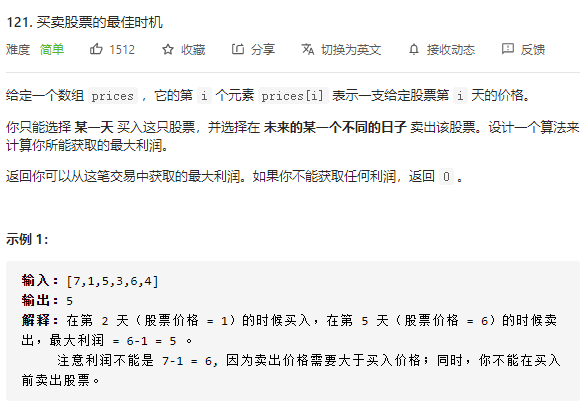 121. 买卖股票的最佳时机
难度 简单 1512 收藏 分享 切换为英文 接收动态 反馈
给定一个数组 prices ，它的第 i 个元素 prices[i] 表示一支给定股票第 i 天的价格。
你只能选择 某一天 买入这只股票，并选择在 未来的某一个不同的日子 卖出该股票。设计一个算法来
计算你所能获取的最大利润。
返回你可以从这笔交易中获取的最大利润。如果你不能获取任何利润，返回 0 。
示例 1：
输入：[7,1,5,3,6,4]
输出：5
解释：在第 2 天（股票价格 = 1）的时候买入，在第 5 天（股票价格 = 6）的时候卖
出，最大利润 = 6-1 = 5 。
注意利润不能是 7-1 = 6, 因为卖出价格需要大于买入价格；同时，你不能在买入
前卖出股票。